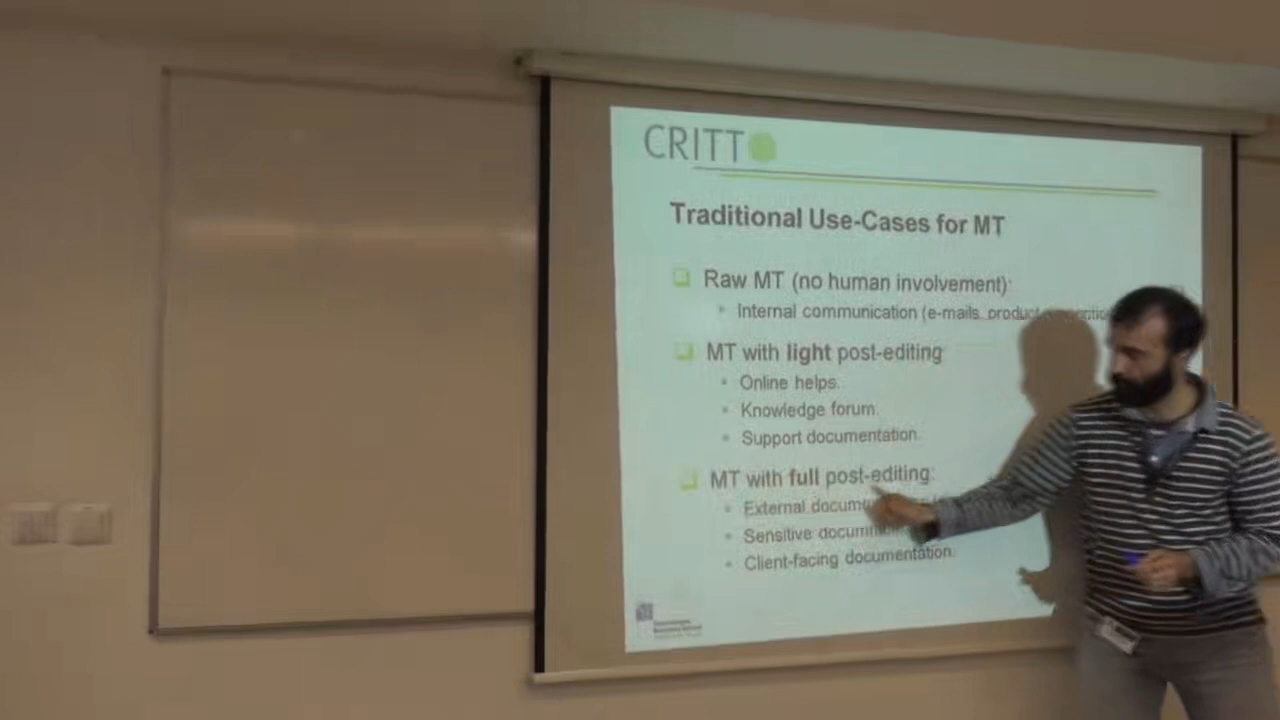 CRITT
Traditional Use-Cases for MT
Raw MT (no human involvement):
Internal communication (e-mails, product
MT with light post-editing
Online helps.
Knowledge forum.
Support documentation.
MT with full post-editing:
External
Sensitive
Client-facing documentation.